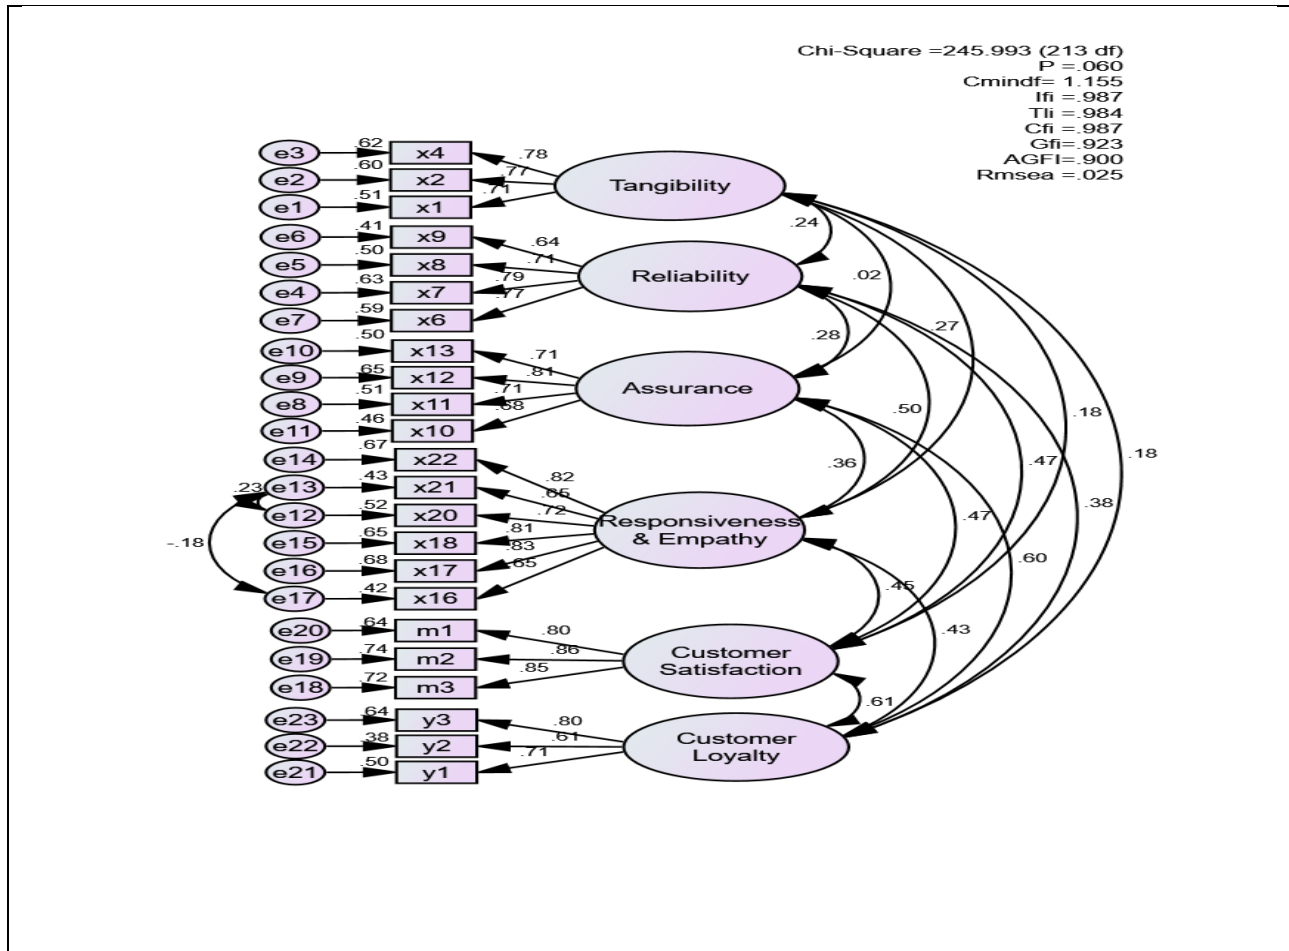 Chi-Square =245.993 (213 df)
P =.060
Cmindf= 1.155
Ifi =.987
Tli =.984
Cfi =.987
Gfi=.923
AGFI=.900
Rmsea =.025
e3 .62 x4 .78
e2 .60 x2 .77
e1 .51 x1 .71
Tangibility
e6 .41 x9 .64
e5 .50 x8 .71
e4 .63 x7 .79
e7 .59 x6 .77
Reliability
e10 .50 x13 .71
e9 .65 x12 .81
e8 .51 x11 .71
e11 .46 x10 .68
Assurance
e14 .67 x22 .82
e13 .43 x21 .65
e12 .52 x20 .72
e15 .65 x18 .81
e16 .68 x17 .83
e17 .42 x16 .65
Responsiveness
& Empathy
.23
-.18
e20 .64 m1 .80
e19 .74 m2 .86
e18 .72 m3 .85
Customer
Satisfaction
e23 .64 y3 .80
e22 .38 y2 .61
e21 .50 y1 .71
Customer
Loyalty
.24
.02
.27
.28
.18
.50
.18
.36
.47
.38
.47
.60
.45
.43
.61